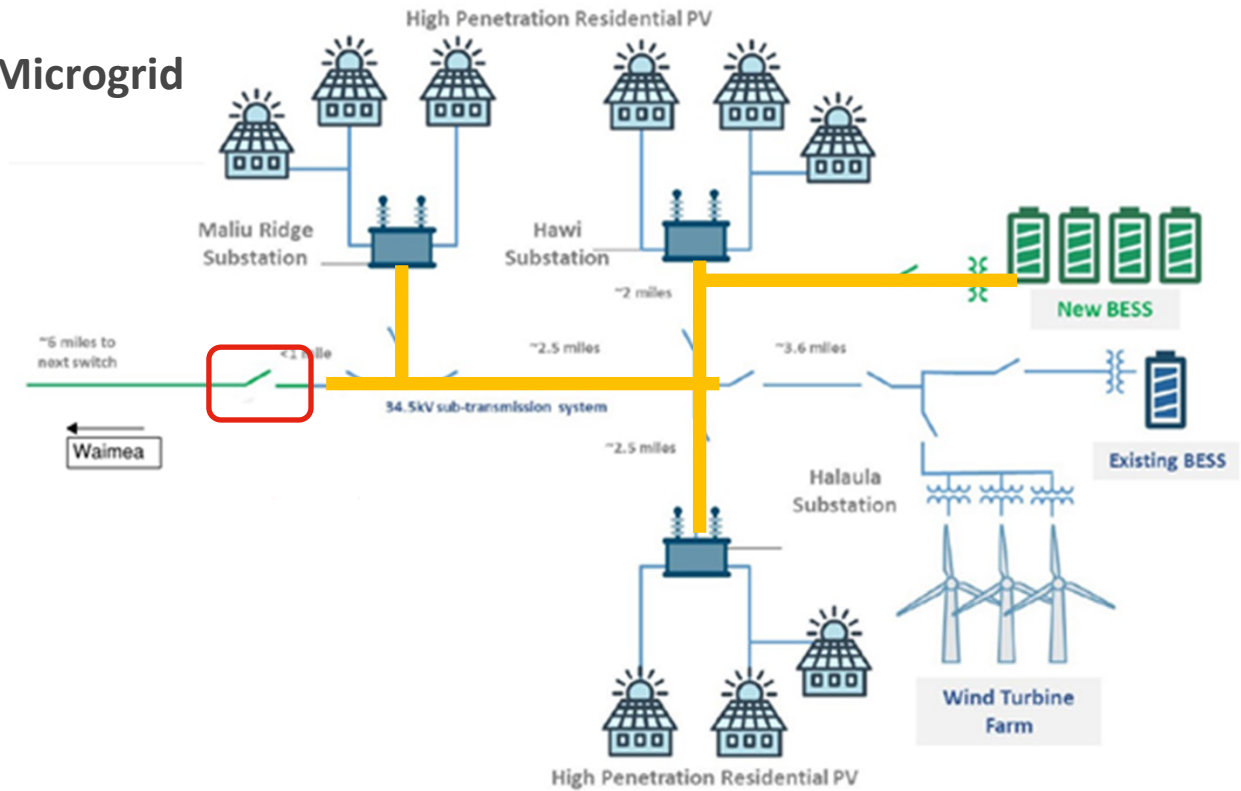 High Penetration Residential PV
Microgrid
Maliu Ridge
Substation
Hawi
Substation
~2 miles
New BESS
~6 miles to
next switch
<1 mile
~2.5 miles
~3.6 miles
34.5kV sub-transmission system
Waimea
~2.5 miles
Existing BESS
Halaula
Substation
Wind Turbine
Farm
High Penetration Residential PV